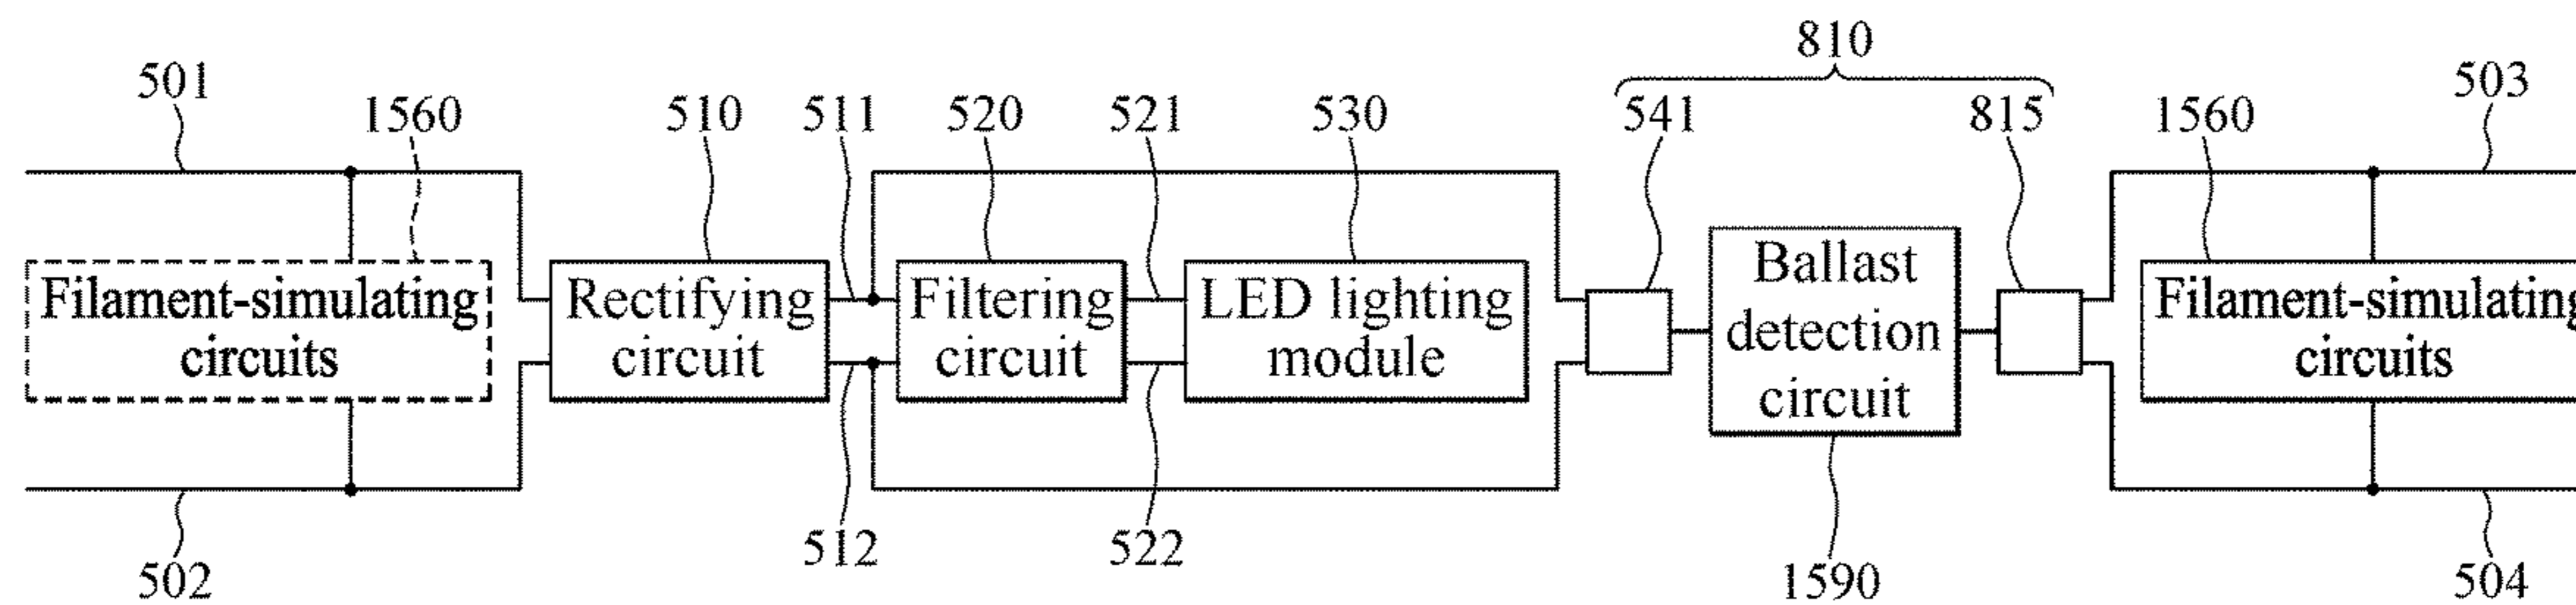 810
501
1560
510
511
520
521
530
541
815
1560
503
Filament-simulating
circuits
Rectifying
circuit
Filtering
circuit
LED lighting
module
Ballast
detection
circuit
Filament-simulating
circuits
502
512
522
1590
504